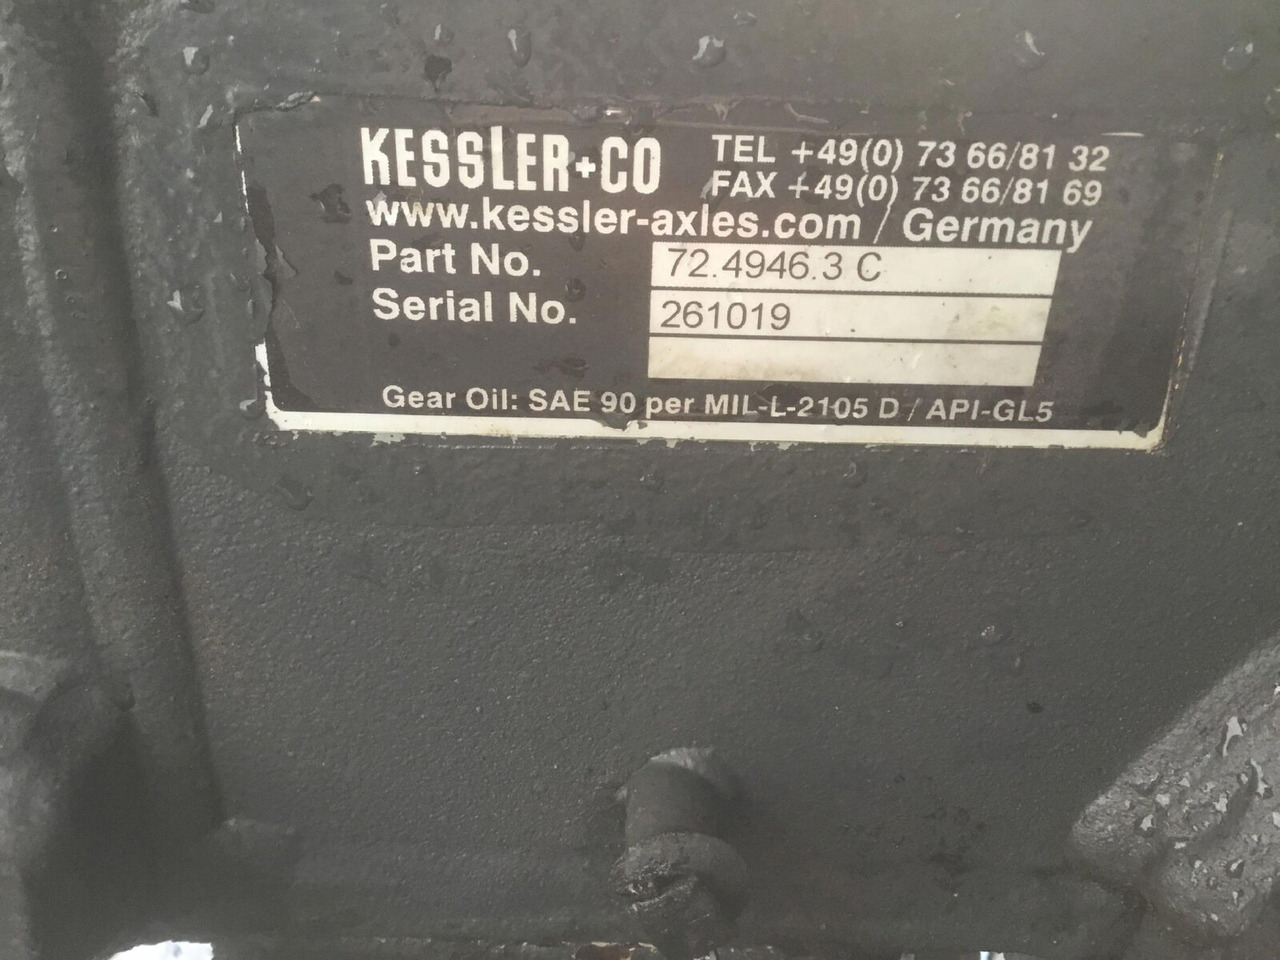 KESSLER+CO
TEL +49(0) 73 66/81 32
FAX +49(0) 73 66/81 69
www.kessler-axles.com / Germany
Part No. 72.4946.3 C
Serial No. 261019
Gear Oil: SAE 90 per MIL-L-2105 D / API-GL5